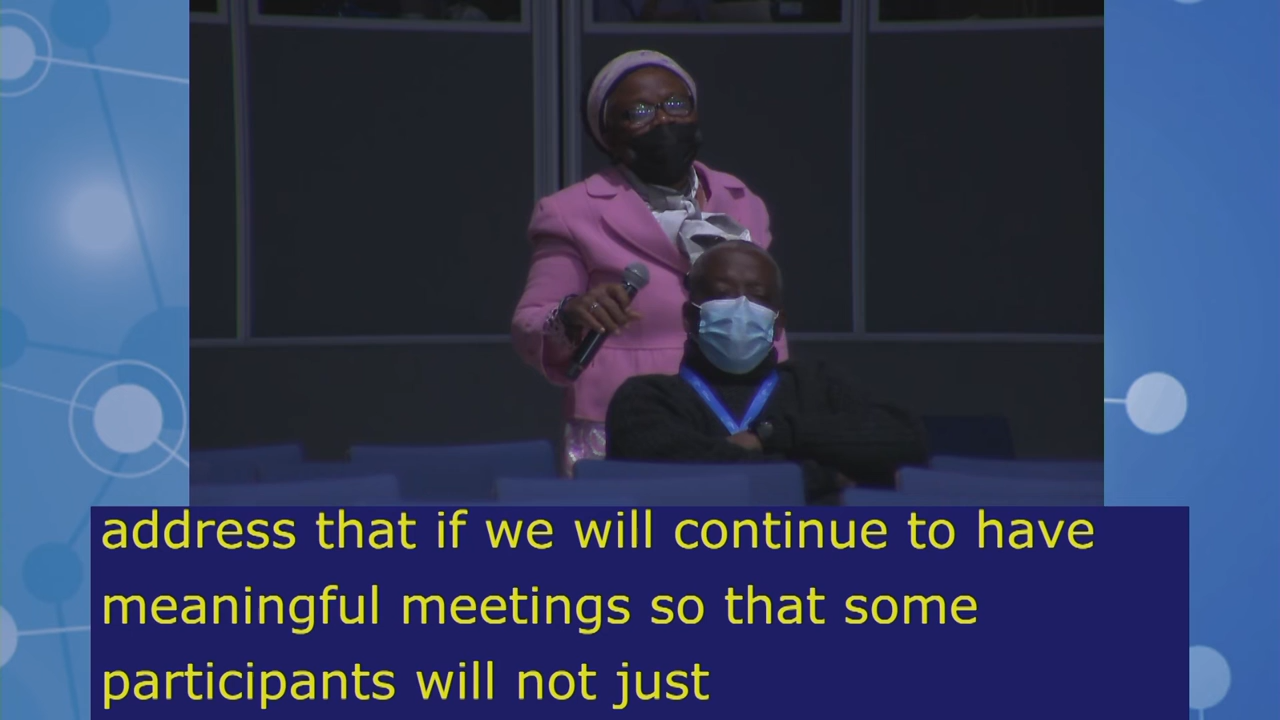 address that if we will continue to have
meaningful meetings so that some
participants will not just